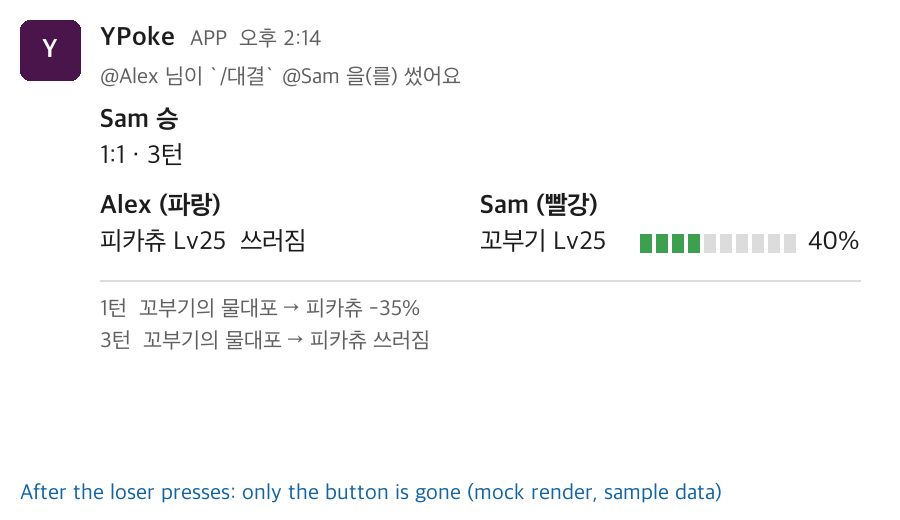 Y
YPoke APP 오후 2:14
@Alex 님이 `/대결` @Sam 을(를) 썼어요
Sam 승
1:1 · 3턴
Alex (파랑) Sam (빨강)
피카츄 Lv25 쓰러짐 꼬부기 Lv25 40%
1턴 꼬부기의 물대포 → 피카츄 -35%
3턴 꼬부기의 물대포 → 피카츄 쓰러짐
After the loser presses: only the button is gone (mock render, sample data)